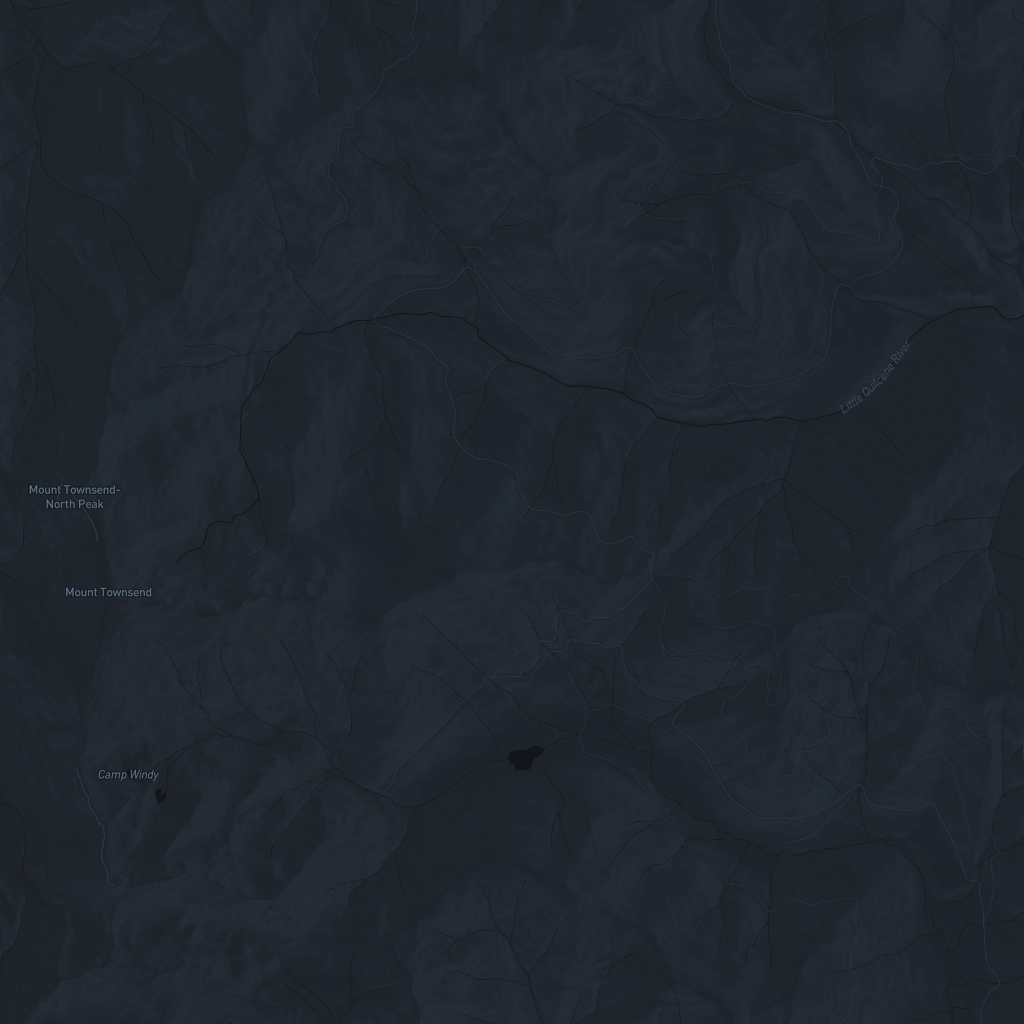 Little Quilcene River
Mount Townsend-
North Peak
Mount Townsend
Camp Windy